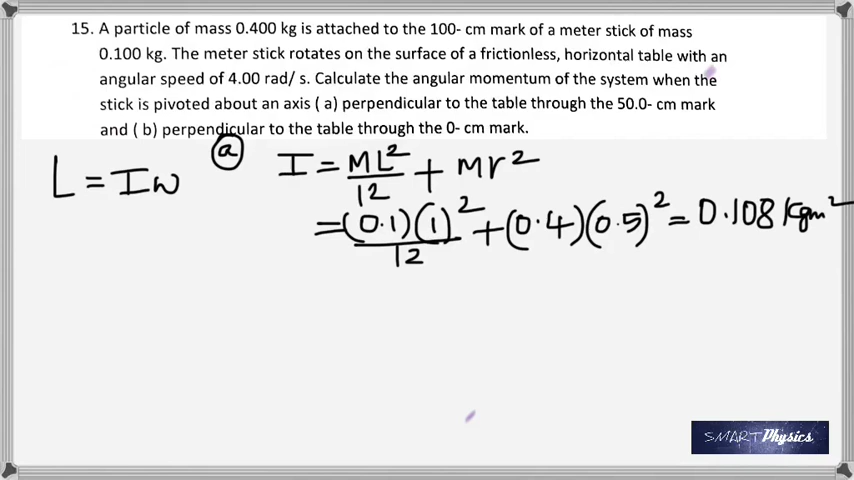 15. A particle of mass 0.400 kg is attached to the 100- cm mark of a meter stick of mass
0.100 kg. The meter stick rotates on the surface of a frictionless, horizontal table with an
angular speed of 4.00 rad/ s. Calculate the angular momentum of the system when the
stick is pivoted about an axis ( a) perpendicular to the table through the 50.0- cm mark
and ( b) perpendicular to the table through the 0- cm mark.
L = Iω
(a) I = ML²/12 + mr²
= (0.1)(1)²/12 + (0.4)(0.5)² = 0.108 Kgm²
SMART Physics